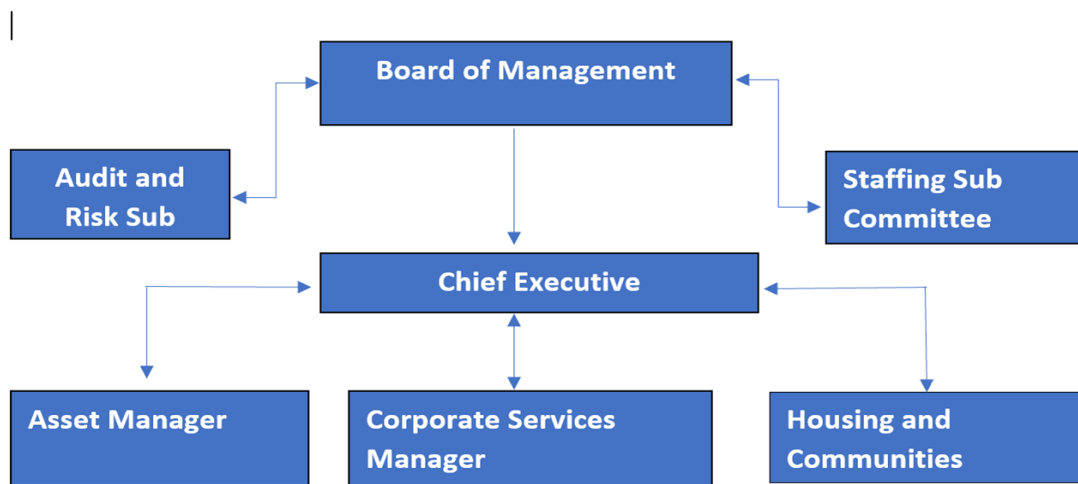 Board of Management
Audit and
Risk Sub
Staffing Sub
Committee
Chief Executive
Asset Manager
Corporate Services
Manager
Housing and
Communities